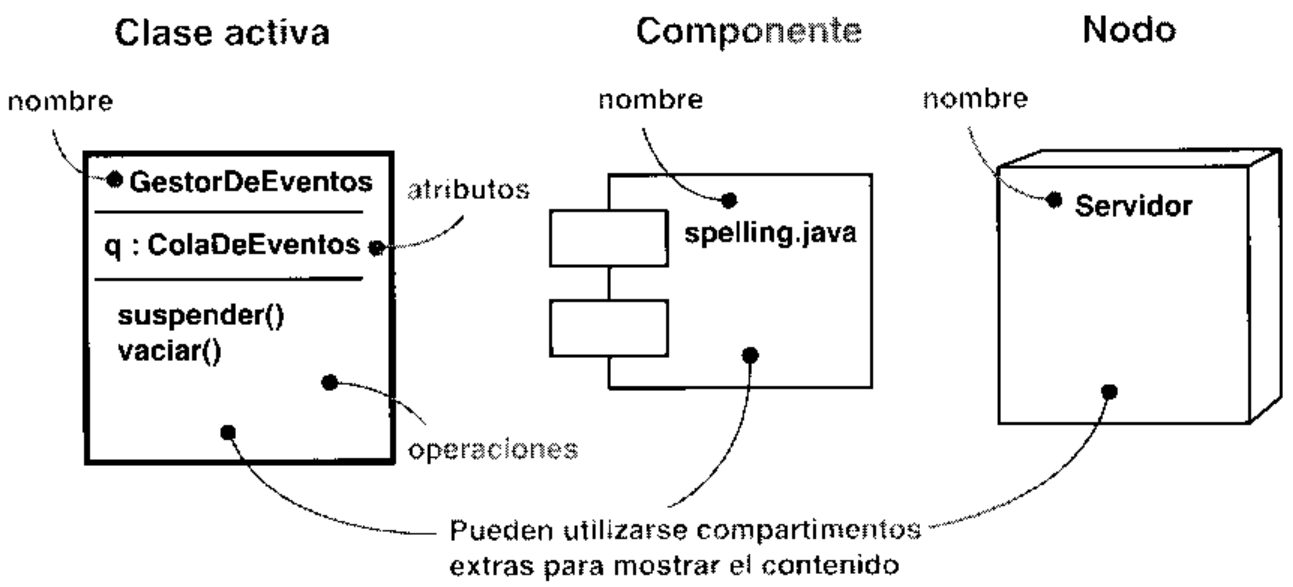 Clase activa
Componente
Nodo
nombre
nombre
nombre
GestorDeEventos
atributos
q : ColaDeEventos
suspender()
vaciar()
operaciones
spelling.java
Servidor
Pueden utilizarse compartimentos
extras para mostrar el contenido